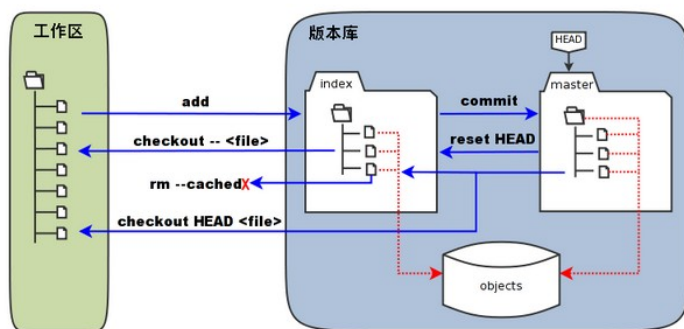 工作区
版本库
HEAD
index
master
add
commit
checkout -- <file>
reset HEAD
rm --cachedX
checkout HEAD <file>
objects